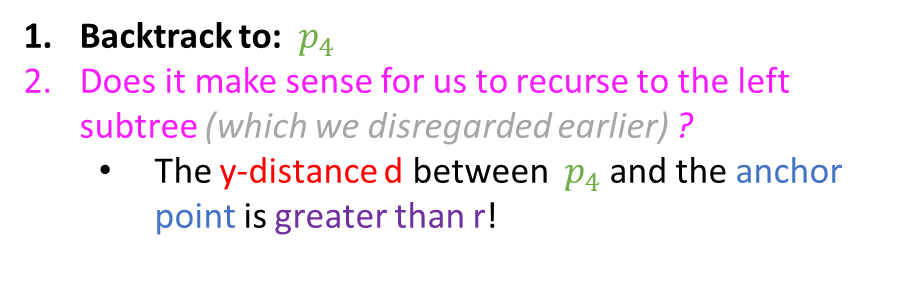 1. Backtrack to: p₄
2. Does it make sense for us to recurse to the left
subtree (which we disregarded earlier) ?
• The y-distance d between p₄ and the anchor
point is greater than r!